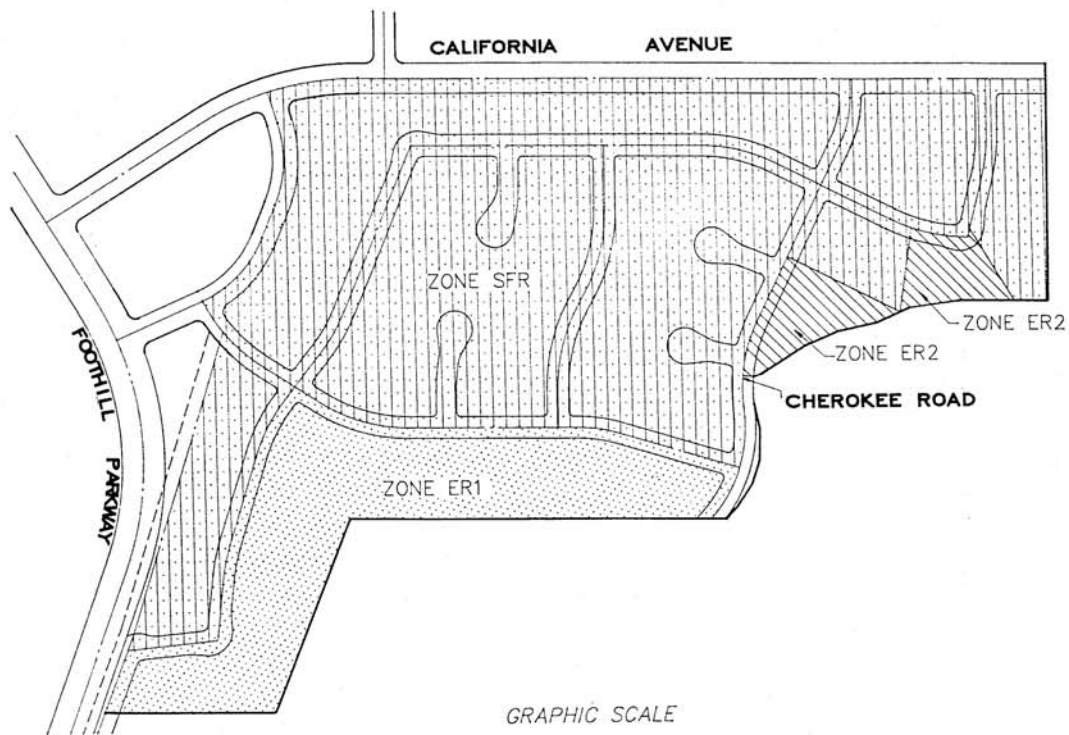 CALIFORNIA AVENUE
ZONE SFR
ZONE ER2
ZONE ER2
FOOTHILL PARKWAY
CHEROKEE ROAD
ZONE ER1
GRAPHIC SCALE